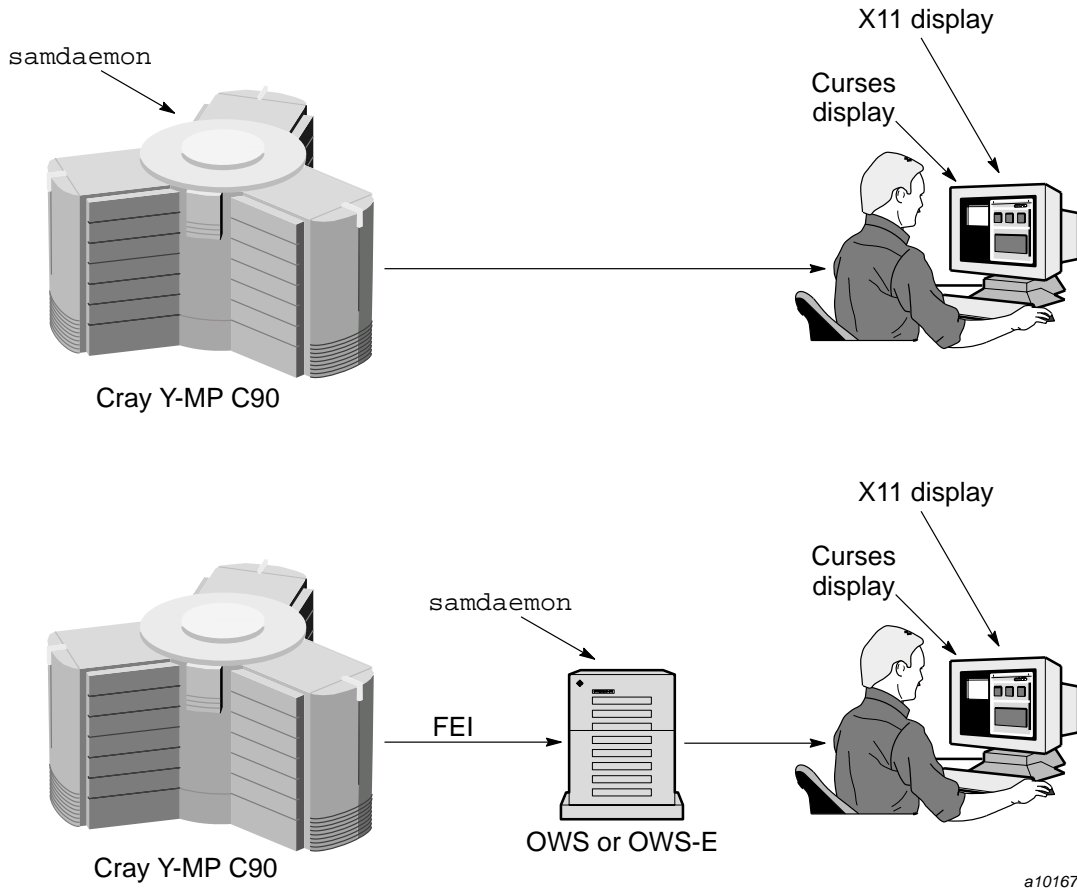 X11 display
samdaemon
Curses
display
Cray Y-MP C90
X11 display
Curses
display
samdaemon
FEI
OWS or OWS-E
Cray Y-MP C90
a10167